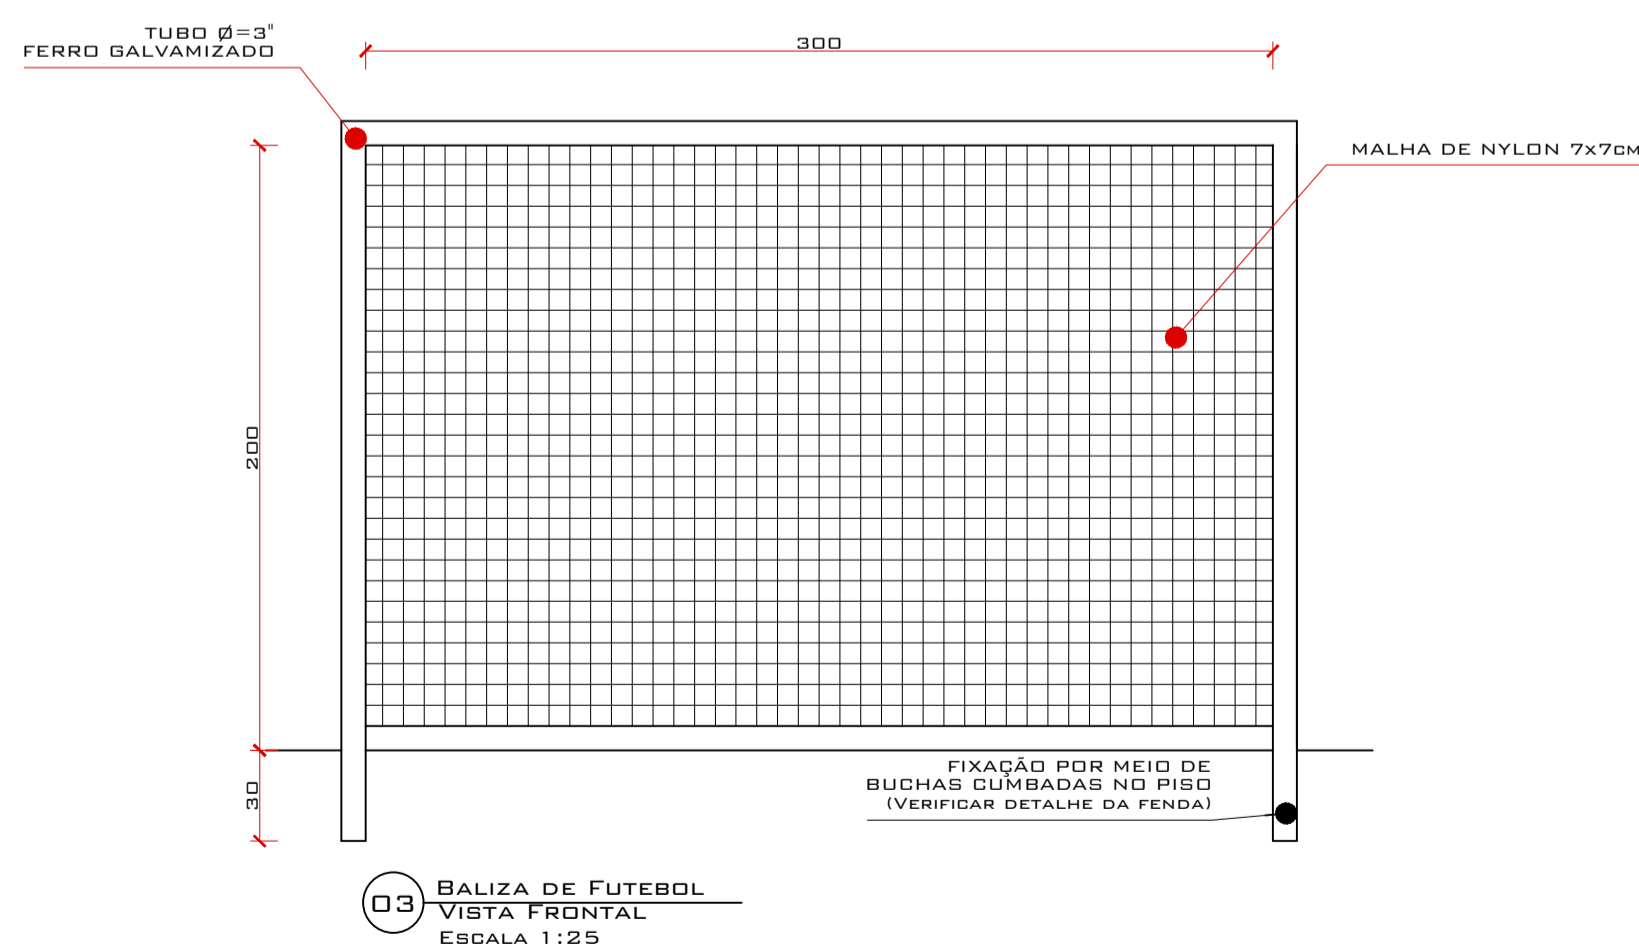 TUBO Ø=3"
FERRO GALVAMIZADO
300
MALHA DE NYLON 7x7cm
200
30
FIXAÇÃO POR MEIO DE
BUCHAS CUMBADAS NO PISO
(Verificar detalhe da fenda)
03
Baliza de Futebol
Vista Frontal
Escala 1:25